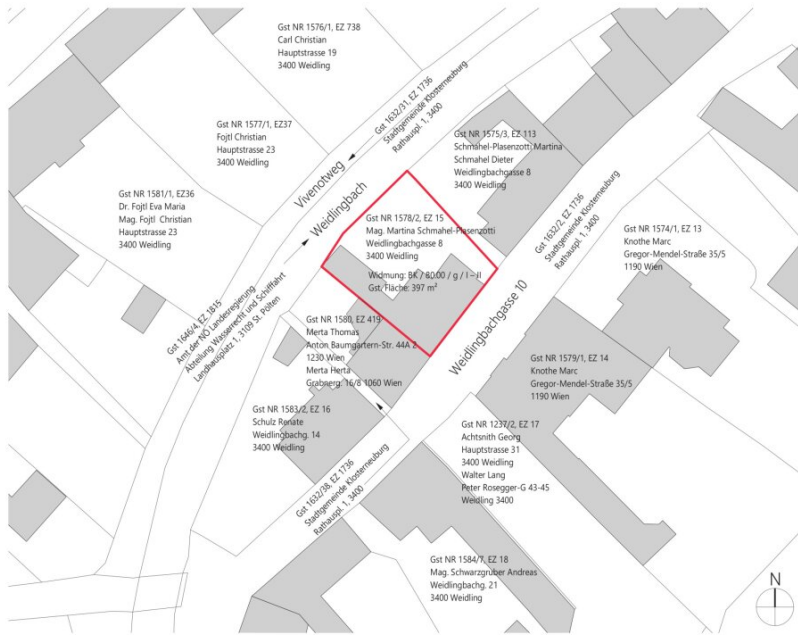 Gst NR 1576/1, EZ 738
Carl Christian
Hauptstrasse 19
3400 Weidling
Gst 1632/31, EZ 1736
Stadtgemeinde Klosterneuburg
Rathauspl. 1, 3400
Gst NR 1577/1, EZ37
Fojtl Christian
Hauptstrasse 23
3400 Weidling
Gst NR 1575/3, EZ 113
Schmahel-Plasenzotti Martina
Schmahel Dieter
Weidlingbachgasse 8
3400 Weidling
Vivenotweg
Weidlingbach
Gst NR 1581/1, EZ36
Dr. Fojtl Eva Maria
Mag. Fojtl Christian
Hauptstrasse 23
3400 Weidling
Gst NR 1578/2, EZ 15
Mag. Martina Schmahel-Plasenzotti
Weidlingbachgasse 8
3400 Weidling
Widmung: BK / 80.00 / g / I – II
Gst/Fläche: 397 m²
Gst 1632/2, EZ 1736
Stadtgemeinde Klosterneuburg
Rathauspl. 1, 3400
Gst NR 1574/1, EZ 13
Knothe Marc
Gregor-Mendel-Straße 35/5
1190 Wien
Gst 1646/4, EZ 1815
Amt der NÖ Landesregierung
Abteilung Wasserrecht und Schifffahrt
Landhausplatz 1, 3109 St. Pölten
Gst NR 1580, EZ 419
Merta Thomas
Anton Baumgartern-Str. 44A 2
1230 Wien
Merta Herta
Grabnerg. 16/8 1060 Wien
Weidlingbachgasse 10
Gst NR 1579/1, EZ 14
Knothe Marc
Gregor-Mendel-Straße 35/5
1190 Wien
Gst NR 1583/2, EZ 16
Schulz Renate
Weidlingbachg. 14
3400 Weidling
Gst NR 1237/2, EZ 17
Achtsnith Georg
Hauptstrasse 31
3400 Weidling
Walter Lang
Peter Rosegger-G 43-45
Weidling 3400
Gst 1632/38, EZ 1736
Stadtgemeinde Klosterneuburg
Rathauspl. 1, 3400
Gst NR 1584/7, EZ 18
Mag. Schwarzgruber Andreas
Weidlingbachg. 21
3400 Weidling
N